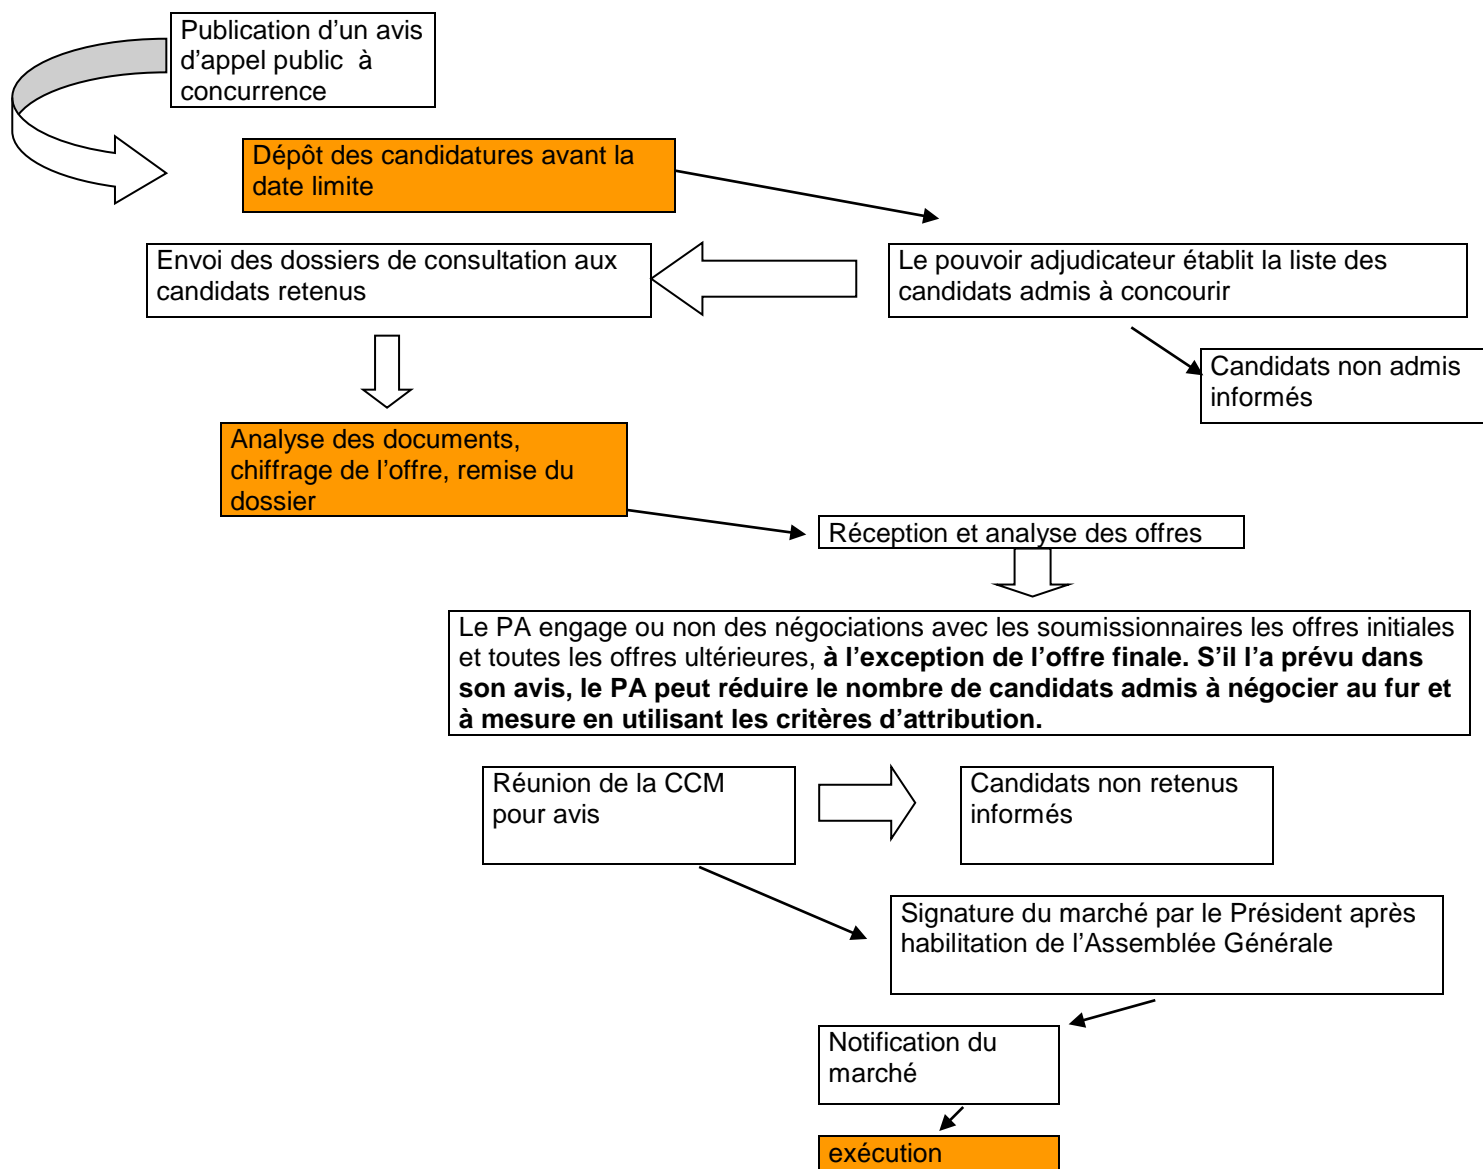 Publication d’un avis
d’appel public  à
concurrence
Dépôt des candidatures avant la
date limite
Envoi des dossiers de consultation aux
candidats retenus
Le pouvoir adjudicateur établit la liste des
candidats admis à concourir
Candidats non admis
informés
Analyse des documents,
chiffrage de l’offre, remise du
dossier
Réception et analyse des offres
Le PA engage ou non des négociations avec les soumissionnaires les offres initiales
et toutes les offres ultérieures, à l’exception de l’offre finale. S’il l’a prévu dans
son avis, le PA peut réduire le nombre de candidats admis à négocier au fur et
à mesure en utilisant les critères d’attribution.
Réunion de la CCM
pour avis
Candidats non retenus
informés
Signature du marché par le Président après
habilitation de l’Assemblée Générale
Notification du
marché
exécution